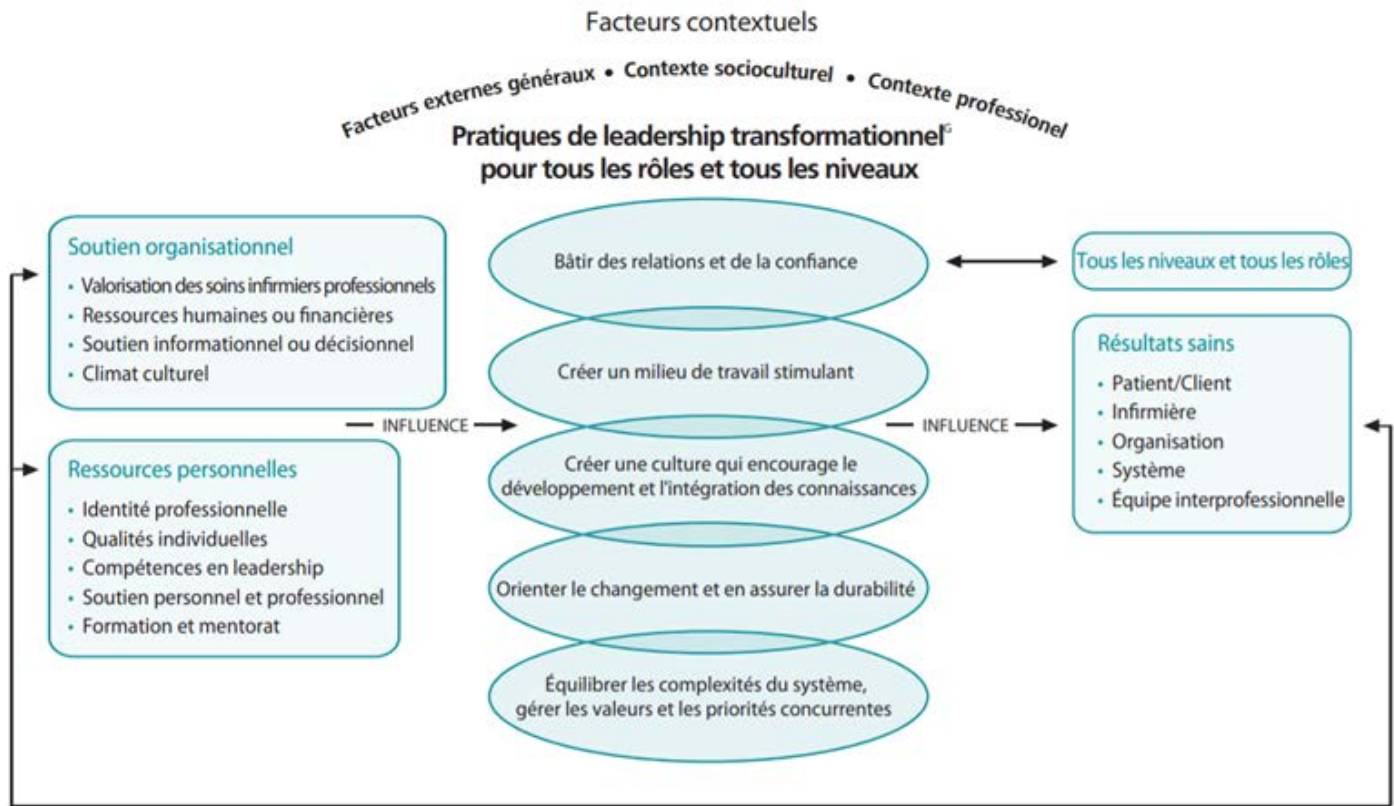 Facteurs contextuels
Facteurs externes généraux • Contexte socioculturel • Contexte professionel
Pratiques de leadership transformationnelG
pour tous les rôles et tous les niveaux
Soutien organisationnel
• Valorisation des soins infirmiers professionnels
• Ressources humaines ou financières
• Soutien informationnel ou décisionnel
• Climat culturel
Ressources personnelles
• Identité professionnelle
• Qualités individuelles
• Compétences en leadership
• Soutien personnel et professionnel
• Formation et mentorat
INFLUENCE
Bâtir des relations et de la confiance
Créer un milieu de travail stimulant
Créer une culture qui encourage le
développement et l'intégration des connaissances
Orienter le changement et en assurer la durabilité
Équilibrer les complexités du système,
gérer les valeurs et les priorités concurrentes
INFLUENCE
Tous les niveaux et tous les rôles
Résultats sains
• Patient/Client
• Infirmière
• Organisation
• Système
• Équipe interprofessionnelle